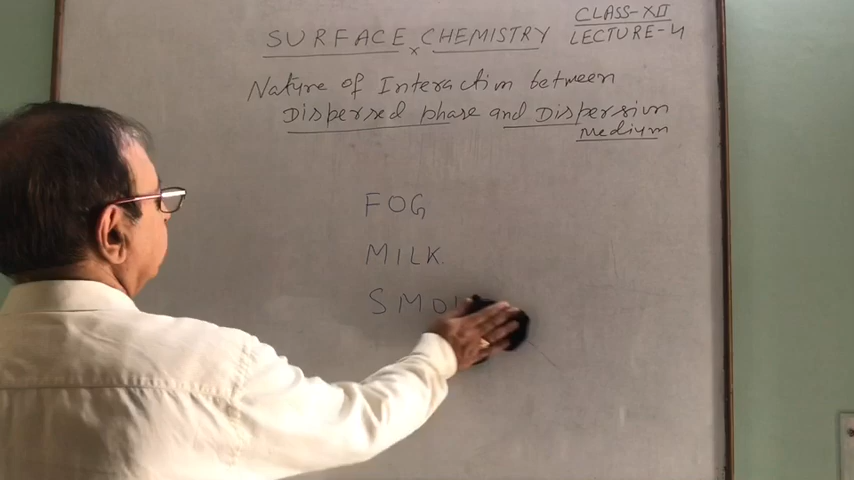 CLASS-XII
SURFACE CHEMISTRY LECTURE-4
Nature of Interaction between
Dispersed phase and Dispersion
Medium
FOG
MILK